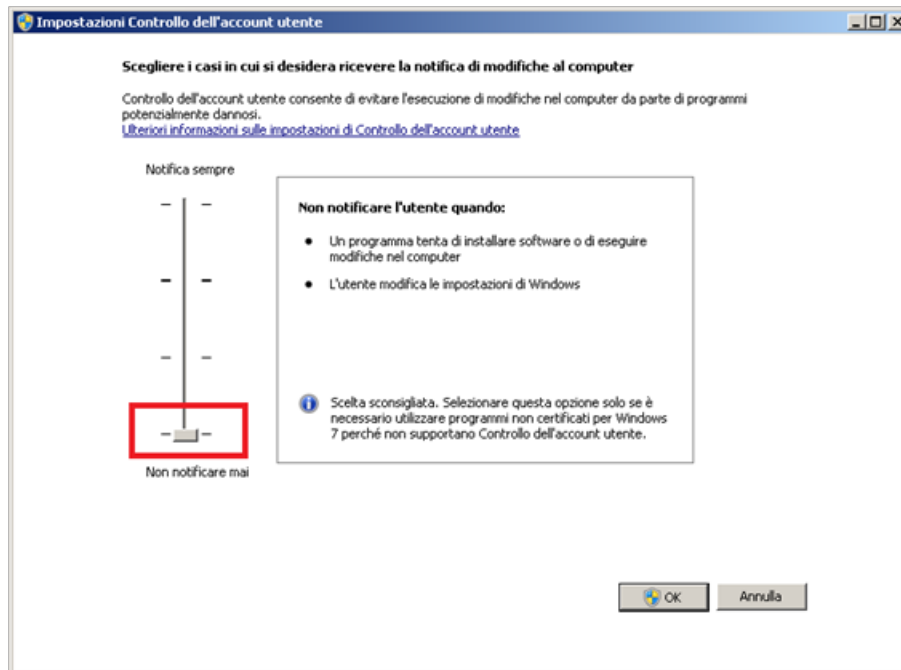 Impostazioni Controllo dell'account utente
Scegliere i casi in cui si desidera ricevere la notifica di modifiche al computer
Controllo dell'account utente consente di evitare l'esecuzione di modifiche nel computer da parte di programmi
potenzialmente dannosi.
Ulteriori informazioni sulle impostazioni di Controllo dell'account utente
Notifica sempre
Non notificare l'utente quando:
Un programma tenta di installare software o di eseguire
modifiche nel computer
L'utente modifica le impostazioni di Windows
Scelta sconsigliata. Selezionare questa opzione solo se è
necessario utilizzare programmi non certificati per Windows
7 perché non supportano Controllo dell'account utente.
Non notificare mai
OK
Annulla